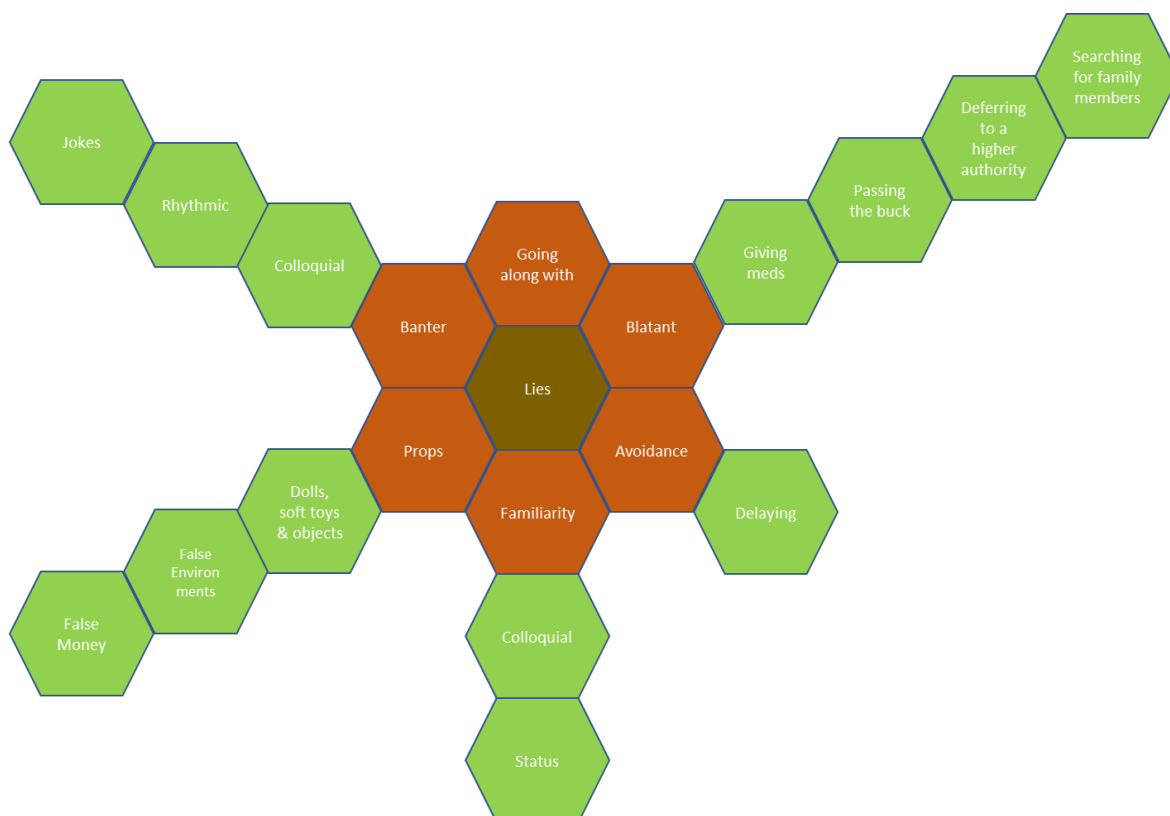 Searching
for family
members
Deferring
to a
higher
authority
Jokes
Passing
the buck
Rhythmic
Giving
meds
Going
along with
Colloquial
Banter
Blatant
Lies
Props
Avoidance
Dolls,
soft toys
& objects
Familiarity
Delaying
False
Environ
ments
False
Money
Colloquial
Status